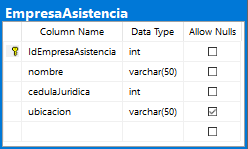 EmpresaAsistencia
Column Name Data Type Allow Nulls
IdEmpresaAsistencia int
nombre varchar(50)
cedulaJuridica int
ubicacion varchar(50)